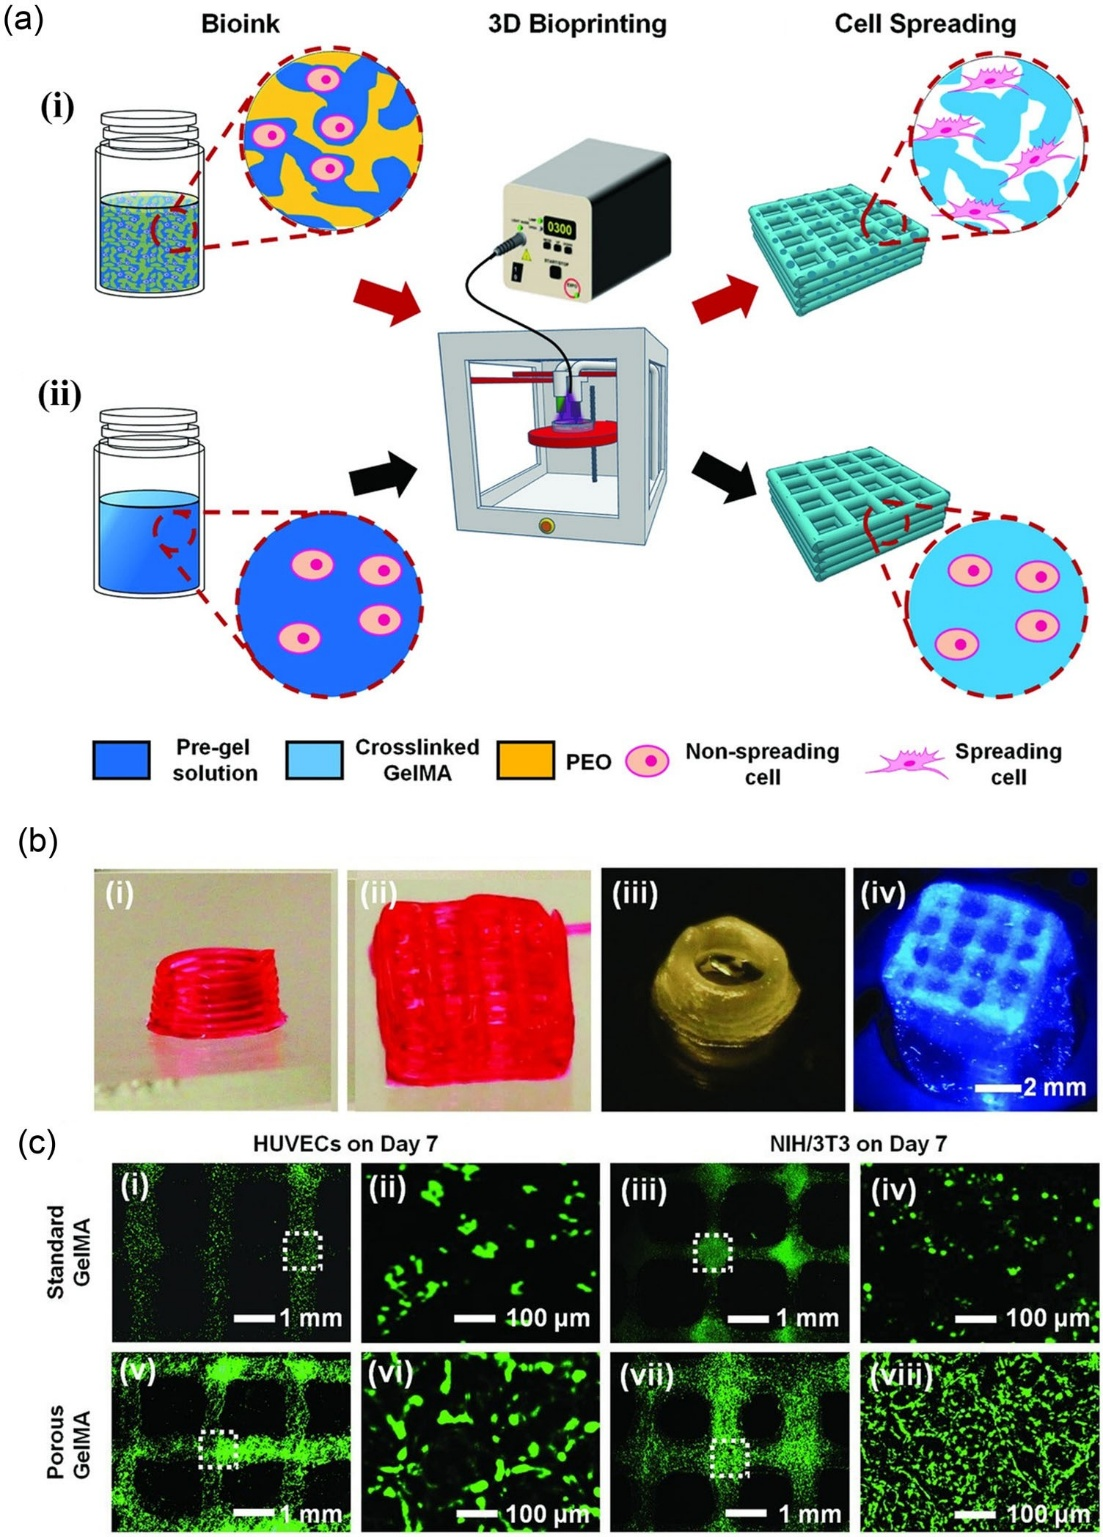 (a)
Bioink
3D Bioprinting
Cell Spreading
(i)
0300
START/STOP
(ii)
Pre-gel
solution
Crosslinked
GelMA
PEO
Non-spreading
cell
Spreading
cell
(b)
(i)
(ii)
(iii)
(iv)
2 mm
(c)
HUVECs on Day 7
NIH/3T3 on Day 7
Standard
GelMA
(i)
1 mm
(ii)
100 µm
(iii)
1 mm
(iv)
100 µm
Porous
GelMA
(v)
1 mm
(vi)
100 µm
(vii)
1 mm
(viii)
100 µm